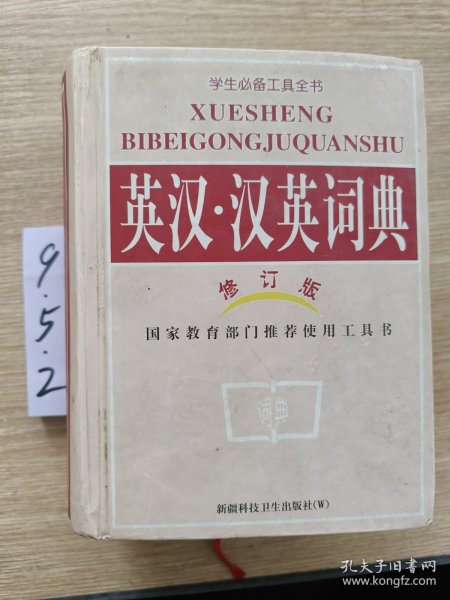 学生必备工具全书
XUESHENG
BIBEIGONGJUQUANSHU
英汉·汉英词典
修订版
国家教育部门推荐使用工具书
词典
新疆科技卫生出版社(W)
9.5.2
孔夫子旧书网
www.kongfz.com